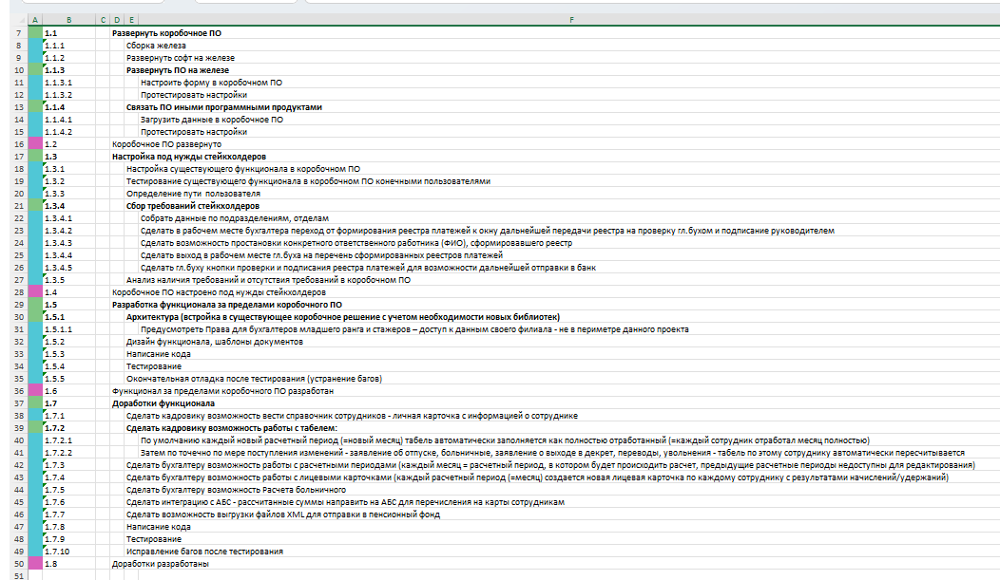 A B C D E F
7 1.1 Развернуть коробочное ПО
8 1.1.1 Сборка железа
9 1.1.2 Развернуть софт на железе
10 1.1.3 Развернуть ПО на железе
11 1.1.3.1 Настроить форму в коробочном ПО
12 1.1.3.2 Протестировать настройки
13 1.1.4 Связать ПО иными программными продуктами
14 1.1.4.1 Загрузить данные в коробочное ПО
15 1.1.4.2 Протестировать настройки
16 1.2 Коробочное ПО развернуто
17 1.3 Настройка под нужды стейкхолдеров
18 1.3.1 Настройка существующего функционала в коробочном ПО
19 1.3.2 Тестирование существующего функционала в коробочном ПО конечными пользователями
20 1.3.3 Определение пути пользователя
21 1.3.4 Сбор требований стейкхолдеров
22 1.3.4.1 Собрать данные по подразделениям, отделам
23 1.3.4.2 Сделать в рабочем месте бухгалтера переход от формирования реестра платежей к окну дальнейшей передачи реестра на проверку гл.бухом и подписание руководителем
24 1.3.4.3 Сделать возможность простановки конкретного ответственного работника (ФИО), сформировавшего реестр
25 1.3.4.4 Сделать выход в рабочем месте гл.буха на перечень сформированных реестров платежей
26 1.3.4.5 Сделать гл.буху кнопки проверки и подписания реестра платежей для возможности дальнейшей отправки в банк
27 1.3.5 Анализ наличия требований и отсутствия требований в коробочном ПО
28 1.4 Коробочное ПО настроено под нужды стейкхолдеров
29 1.5 Разработка функционала за пределами коробочного ПО
30 1.5.1 Архитектура (встройка в существующее коробочное решение с учетом необходимости новых библиотек)
31 1.5.1.1 Предусмотреть Права для бухгалтеров младшего ранга и стажеров – доступ к данным своего филиала - не в периметре данного проекта
32 1.5.2 Дизайн функционала, шаблоны документов
33 1.5.3 Написание кода
34 1.5.4 Тестирование
35 1.5.5 Окончательная отладка после тестирования (устранение багов)
36 1.6 Функционал за пределами коробочного ПО разработан
37 1.7 Доработки функционала
38 1.7.1 Сделать кадровику возможность вести справочник сотрудников - личная карточка с информацией о сотруднике
39 1.7.2 Сделать кадровику возможность работы с табелем:
40 1.7.2.1 По умолчанию каждый новый расчетный период (=новый месяц) табель автоматически заполняется как полностью отработанный (=каждый сотрудник отработал месяц полностью)
41 1.7.2.2 Затем по точечно по мере поступления изменений - заявление об отпуске, больничные, заявление о выходе в декрет, переводы, увольнения - табель по этому сотруднику автоматически пересчитывается
42 1.7.3 Сделать бухгалтеру возможность работы с расчетными периодами (каждый месяц = расчетный период, в котором будет происходить расчет, предыдущие расчетные периоды недоступны для редактирования)
43 1.7.4 Сделать бухгалтеру возможность работы с лицевыми карточками (каждый расчетный период (=месяц) создается новая лицевая карточка по каждому сотруднику с результатами начислений/удержаний)
44 1.7.5 Сделать бухгалтеру возможность Расчета больничного
45 1.7.6 Сделать интеграцию с АБС - рассчитанные суммы направить на АБС для перечисления на карты сотрудникам
46 1.7.7 Сделать возможность выгрузки файлов XML для отправки в пенсионный фонд
47 1.7.8 Написание кода
48 1.7.9 Тестирование
49 1.7.10 Исправление багов после тестирования
50 1.8 Доработки разработаны
51